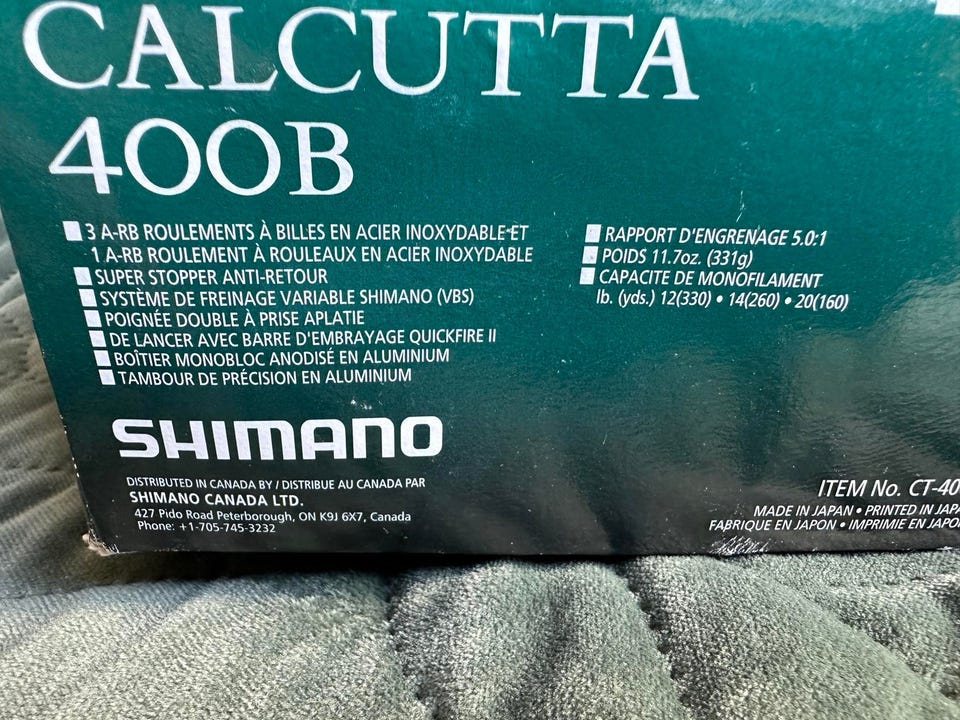 CALCUTTA
400B
3 A-RB ROULEMENTS À BILLES EN ACIER INOXYDABLE ET
1 A-RB ROULEMENT À ROULEAUX EN ACIER INOXYDABLE
SUPER STOPPER ANTI-RETOUR
SYSTÈME DE FREINAGE VARIABLE SHIMANO (VBS)
POIGNÉE DOUBLE À PRISE APLATIE
DE LANCER AVEC BARRE D'EMBRAYAGE QUICKFIRE II
BOÎTIER MONOBLOC ANODISÉ EN ALUMINIUM
TAMBOUR DE PRÉCISION EN ALUMINIUM
RAPPORT D'ENGRENAGE 5.0:1
POIDS 11.7oz. (331g)
CAPACITE DE MONOFILAMENT
lb. (yds.) 12(330) • 14(260) • 20(160)
SHIMANO
DISTRIBUTED IN CANADA BY / DISTRIBUE AU CANADA PAR
SHIMANO CANADA LTD.
427 Pido Road Peterborough, ON K9J 6X7, Canada
Phone: +1-705-745-3232
ITEM No. CT-40
MADE IN JAPAN • PRINTED IN
FABRIQUE EN JAPON • IMPRIMIE EN